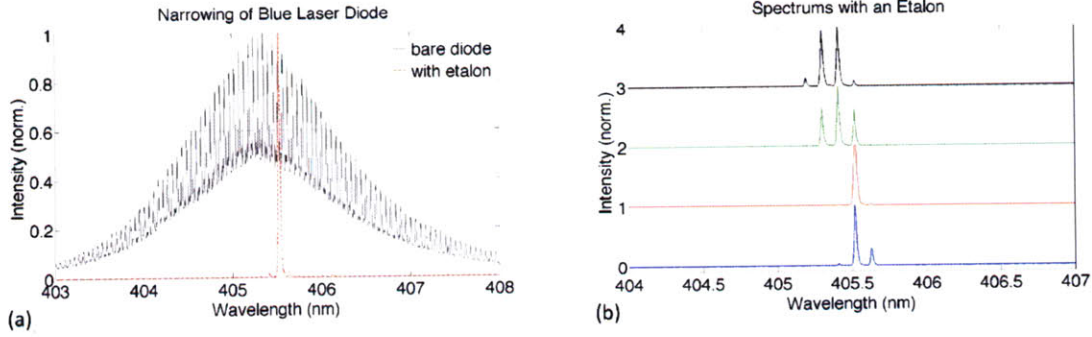 Narrowing of Blue Laser Diode
Intensity (norm.)
1
0.8
0.6
0.4
0.2
0
bare diode
with etalon
403
404
405
406
407
408
Wavelength (nm)
(a)
Spectrums with an Etalon
Intensity (norm.)
4
3
2
1
0
404
404.5
405
405.5
406
406.5
407
Wavelength (nm)
(b)